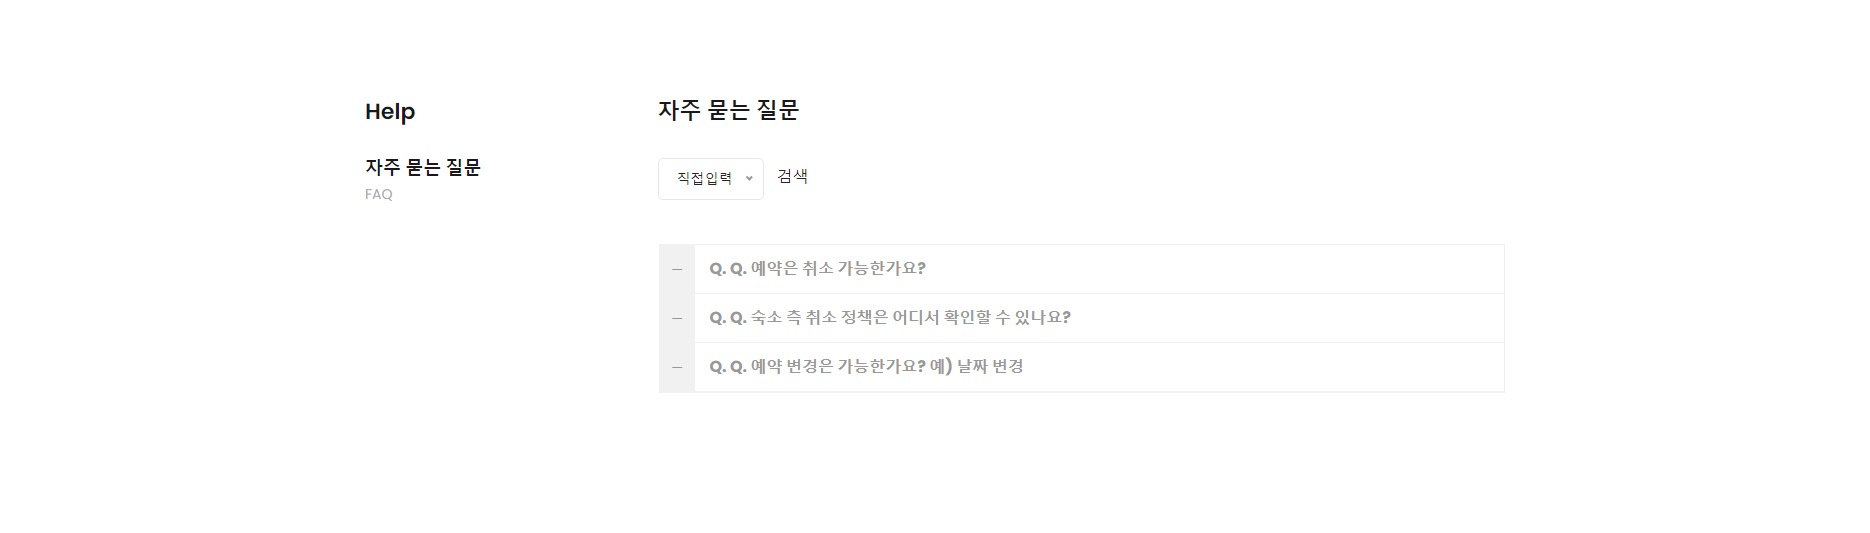 Help
자주 묻는 질문
FAQ
자주 묻는 질문
직접입력
검색
Q. Q. 예약은 취소 가능한가요?
Q. Q. 숙소 측 취소 정책은 어디서 확인할 수 있나요?
Q. Q. 예약 변경은 가능한가요? 예) 날짜 변경